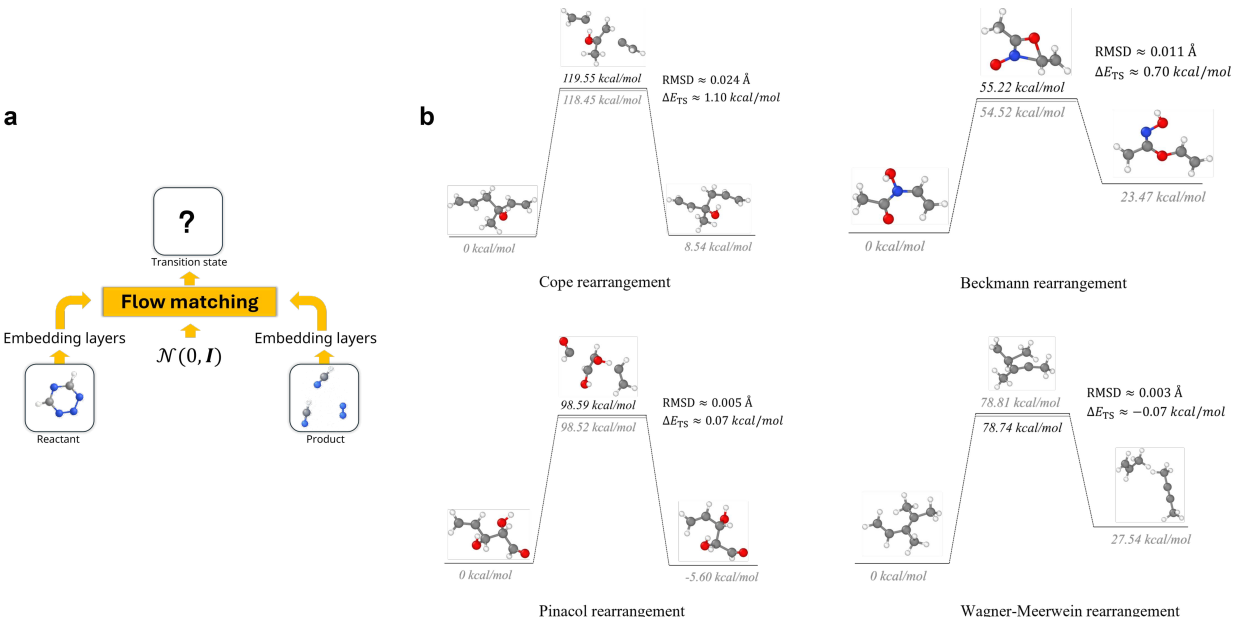 a
?
Transition state
Flow matching
Embedding layers
𝒩(0, I)
Embedding layers
Reactant
Product
b
119.55 kcal/mol
118.45 kcal/mol
RMSD ≈ 0.024 Å
ΔE_TS ≈ 1.10 kcal/mol
0 kcal/mol
8.54 kcal/mol
Cope rearrangement
55.22 kcal/mol
54.52 kcal/mol
RMSD ≈ 0.011 Å
ΔE_TS ≈ 0.70 kcal/mol
0 kcal/mol
23.47 kcal/mol
Beckmann rearrangement
98.59 kcal/mol
98.52 kcal/mol
RMSD ≈ 0.005 Å
ΔE_TS ≈ 0.07 kcal/mol
0 kcal/mol
-5.60 kcal/mol
Pinacol rearrangement
78.81 kcal/mol
78.74 kcal/mol
RMSD ≈ 0.003 Å
ΔE_TS ≈ −0.07 kcal/mol
0 kcal/mol
27.54 kcal/mol
Wagner-Meerwein rearrangement